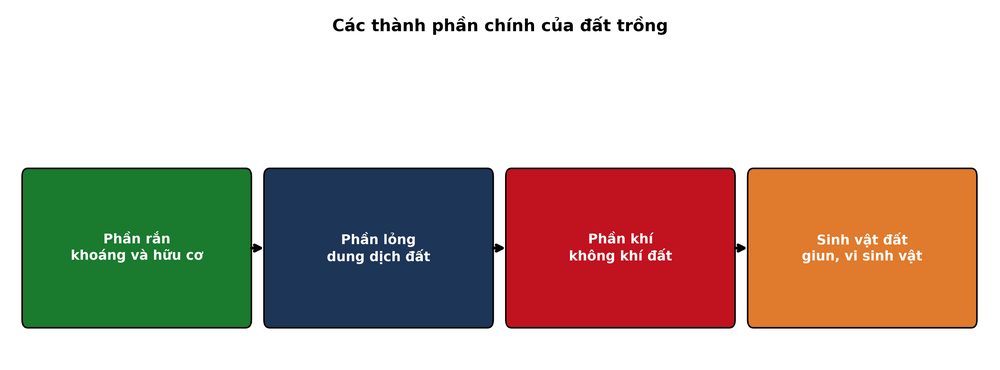 Các thành phần chính của đất trồng
Phần rắn
khoáng và hữu cơ
Phần lỏng
dung dịch đất
Phần khí
không khí đất
Sinh vật đất
giun, vi sinh vật